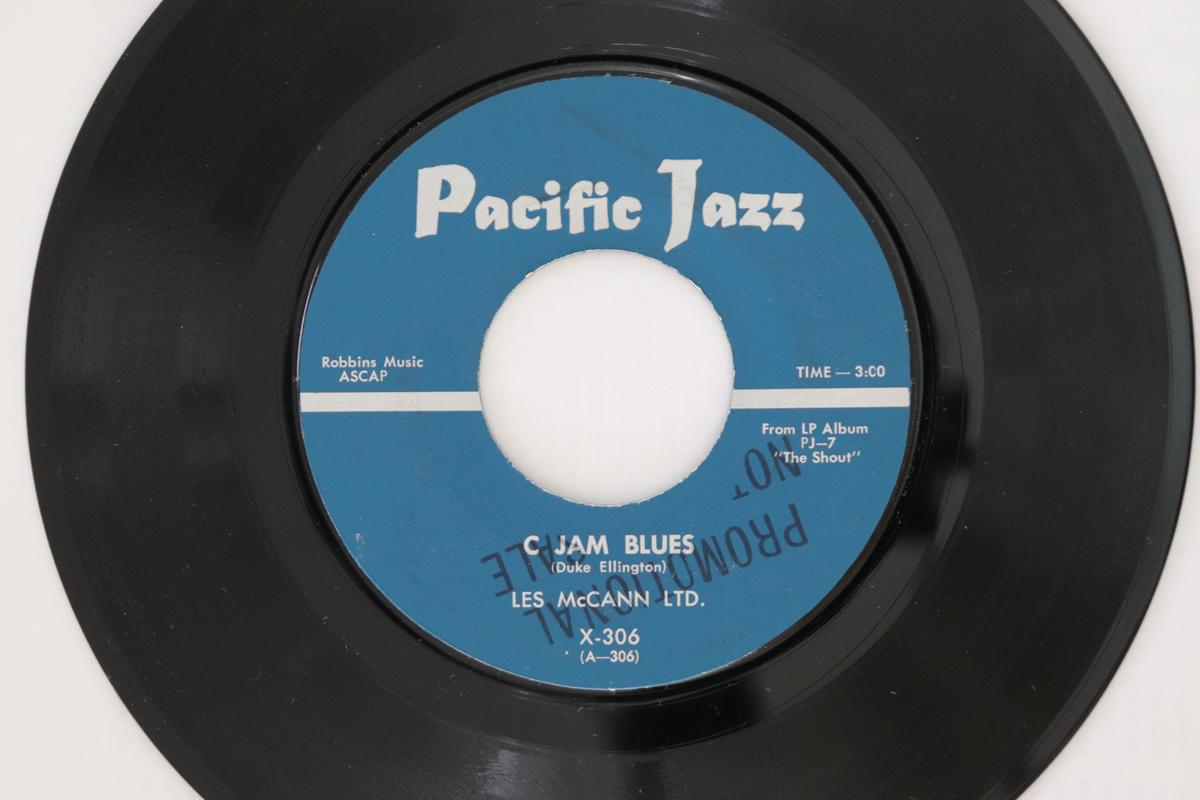 Pacific Jazz
Robbins Music
ASCAP
TIME — 3:00
From LP Album
PJ—7
"The Shout"
C JAM BLUES
(Duke Ellington)
LES McCANN LTD.
X-306
(A—306)
PROMOTIONAL
NOT
SALE